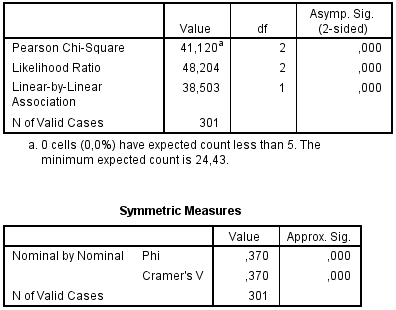 Value df Asymp. Sig. (2-sided)
Pearson Chi-Square 41,120a 2 ,000
Likelihood Ratio 48,204 2 ,000
Linear-by-Linear Association 38,503 1 ,000
N of Valid Cases 301
a. 0 cells (0,0%) have expected count less than 5. The
minimum expected count is 24,43.
Symmetric Measures
Value Approx. Sig.
Nominal by Nominal Phi ,370 ,000
Cramer's V ,370 ,000
N of Valid Cases 301